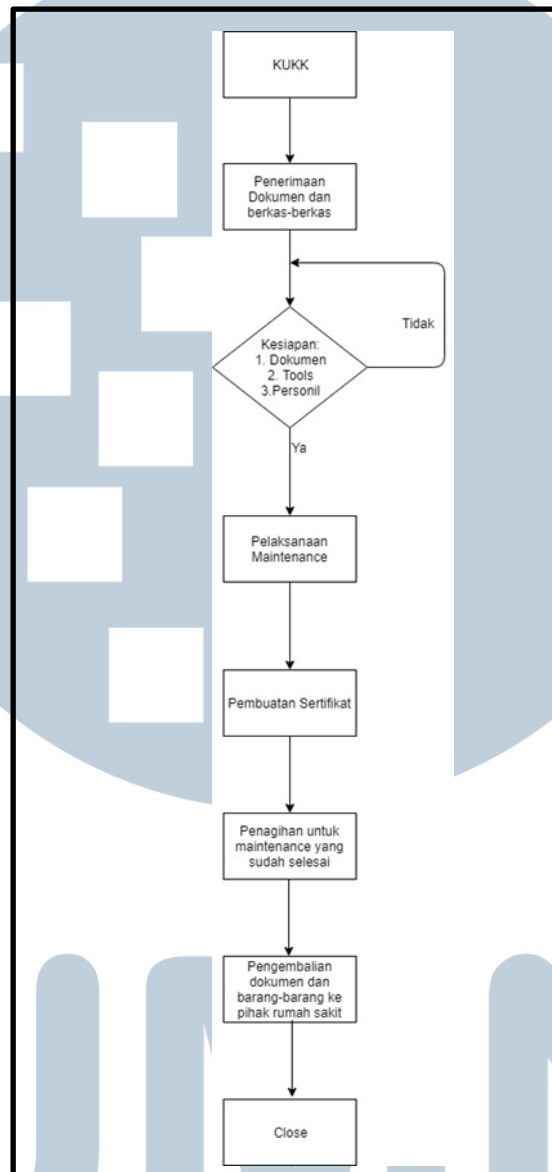 KUKK
Penerimaan
Dokumen dan
berkas-berkas
Tidak
Kesiapan:
1. Dokumen
2. Tools
3.Personil
Ya
Pelaksanaan
Maintenance
Pembuatan Sertifikat
Penagihan untuk
maintenance yang
sudah selesai
Pengembalian
dokumen dan
barang-barang ke
pihak rumah sakit
Close